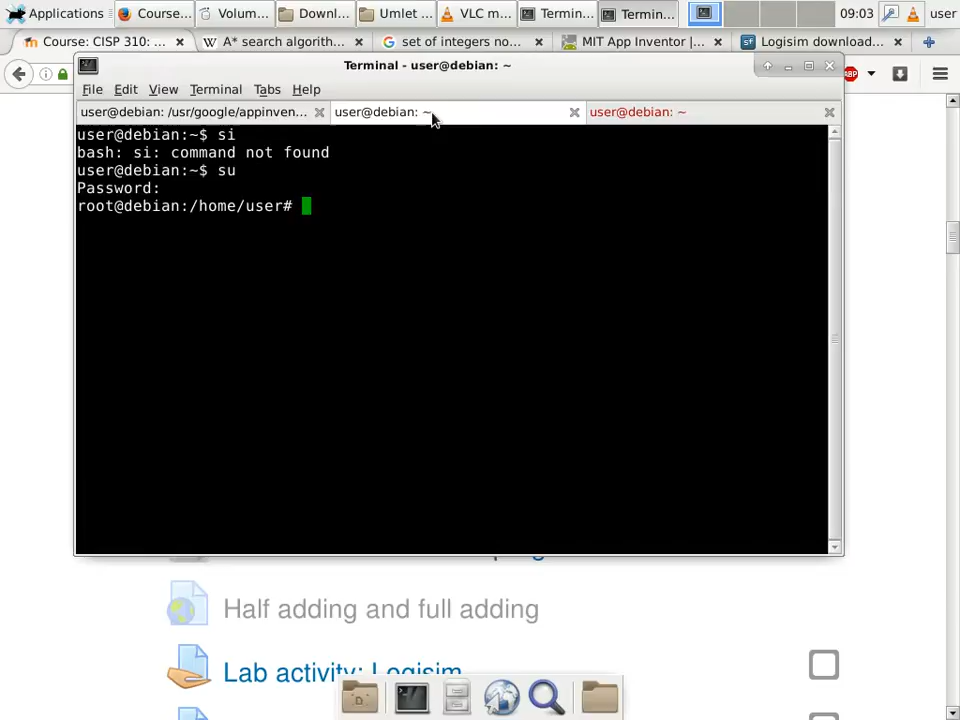 Applications
Course...
Volum...
Downl...
Umlet ...
VLC m...
Termin...
Termin...
09:03
user
Course: CISP 310: ...
A* search algorith...
set of integers no...
MIT App Inventor |...
Logisim download...
Terminal - user@debian: ~
File Edit View Terminal Tabs Help
user@debian: /usr/google/appinven...
user@debian: ~
user@debian: ~
user@debian:~$ si
bash: si: command not found
user@debian:~$ su
Password:
root@debian:/home/user#
Half adding and full adding
Lab activity: Logisim